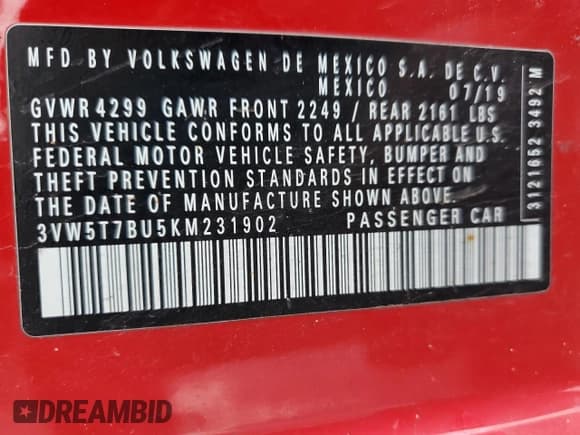 MFD BY VOLKSWAGEN DE MEXICO S.A. DE C.V.
MEXICO 07/19
GVWR 4299 GAWR FRONT 2249 / REAR 2161 LBS
THIS VEHICLE CONFORMS TO ALL APPLICABLE U.S.
FEDERAL MOTOR VEHICLE SAFETY, BUMPER AND
THEFT PREVENTION STANDARDS IN EFFECT ON
THE DATE OF MANUFACTURE SHOWN ABOVE.
3VW5T7BU5KM231902 PASSENGER CAR
3121652 3492 M
DREAMBID